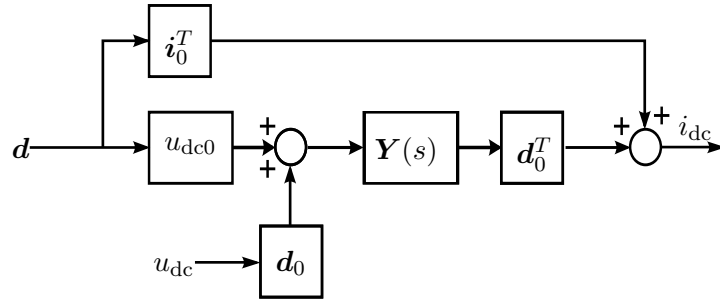 i_0^T
+
+ + i_dc
d u_dc0 Y(s) d_0^T
+
u_dc d_0